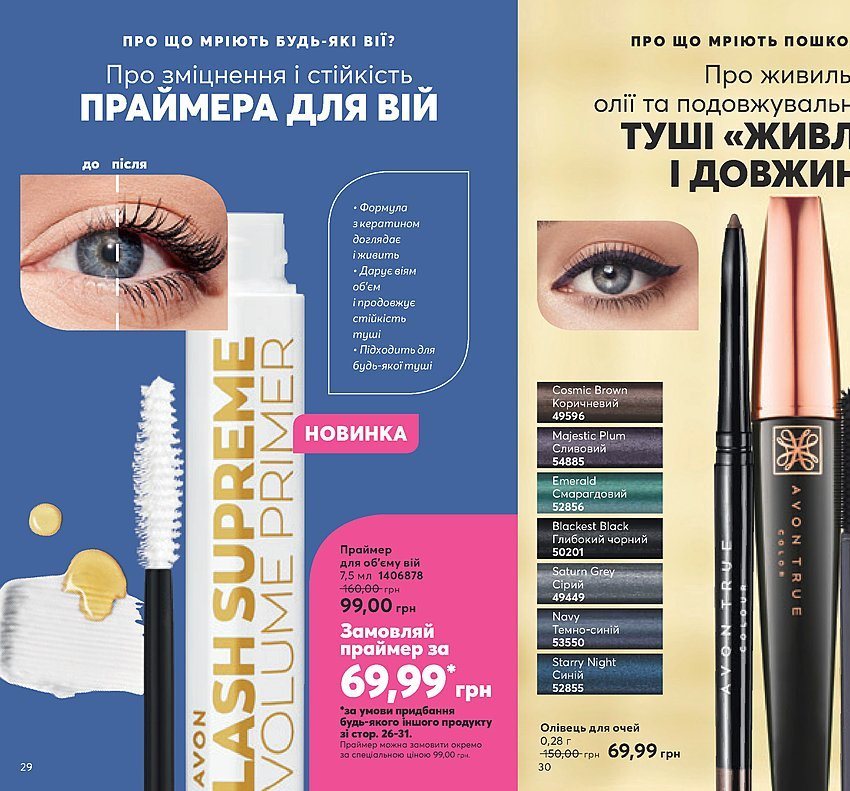 ПРО ЩО МРІЮТЬ БУДЬ-ЯКІ ВІЇ?
Про зміцнення і стійкість
ПРАЙМЕРА ДЛЯ ВІЙ
до після
• Формула
з кератином
доглядає
і живить
• Дарує віям
об'єм
і продовжує
стійкість
туші
• Підходить для
будь-якої туші
AVON
LASH SUPREME
VOLUME PRIMER
НОВИНКА
Праймер
для об'єму вій
7,5 мл 1406878
160,00 грн
99,00 грн
Замовляй
праймер за
69,99* грн
*за умови придбання
будь-якого іншого продукту
зі стор. 26-31.
Праймер можна замовити окремо
за спеціальною ціною 99,00 грн.
29
ПРО ЩО МРІЮТЬ ПОШКО
Про живиль
олії та подовжувальн
ТУШІ «ЖИВЛ
І ДОВЖИН
Cosmic Brown
Коричневий
49596
Majestic Plum
Сливовий
54885
Emerald
Смарагдовий
52856
Blackest Black
Глибокий чорний
50201
Saturn Grey
Сірий
49449
Navy
Темно-синій
53550
Starry Night
Синій
52855
AVON TRUE
COLOUR
AVON TRUE
COLOR
Олівець для очей
0,28 г
150,00 грн 69,99 грн
30